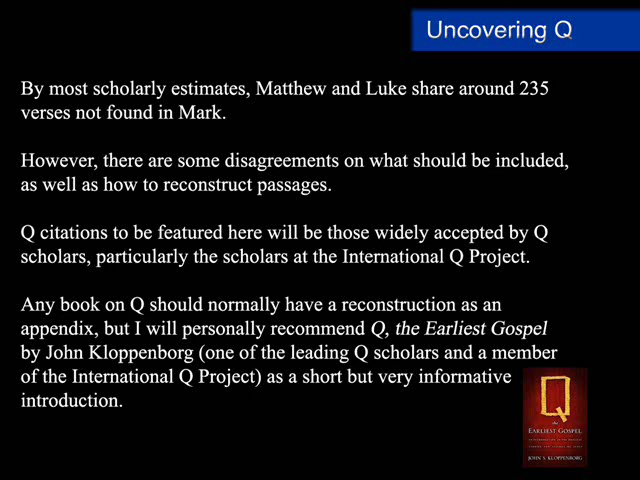 Uncovering Q
By most scholarly estimates, Matthew and Luke share around 235
verses not found in Mark.
However, there are some disagreements on what should be included,
as well as how to reconstruct passages.
Q citations to be featured here will be those widely accepted by Q
scholars, particularly the scholars at the International Q Project.
Any book on Q should normally have a reconstruction as an
appendix, but I will personally recommend Q, the Earliest Gospel
by John Kloppenborg (one of the leading Q scholars and a member
of the International Q Project) as a short but very informative
introduction.
Q
the
EARLIEST GOSPEL
JOHN S. KLOPPENBORG